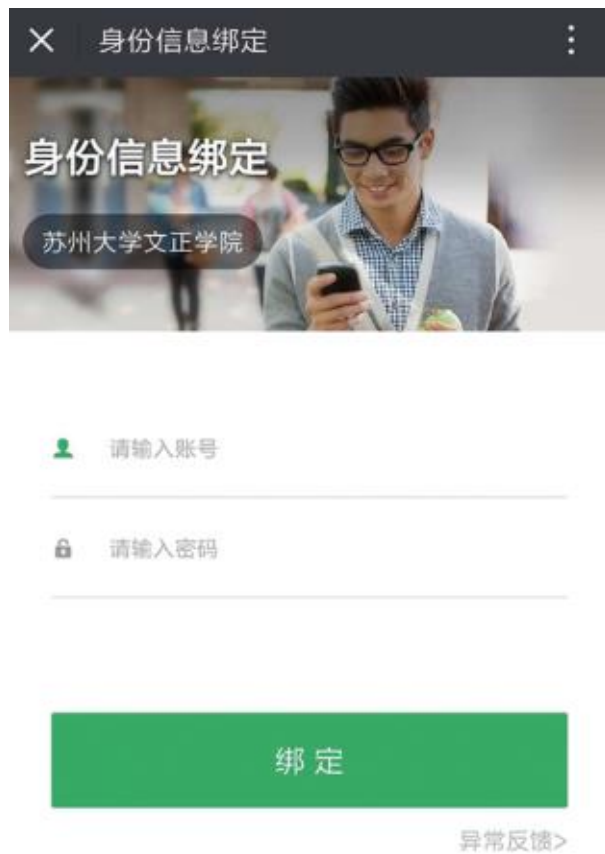 身份信息绑定
身份信息绑定
苏州大学文正学院
请输入账号
请输入密码
绑定
异常反馈>